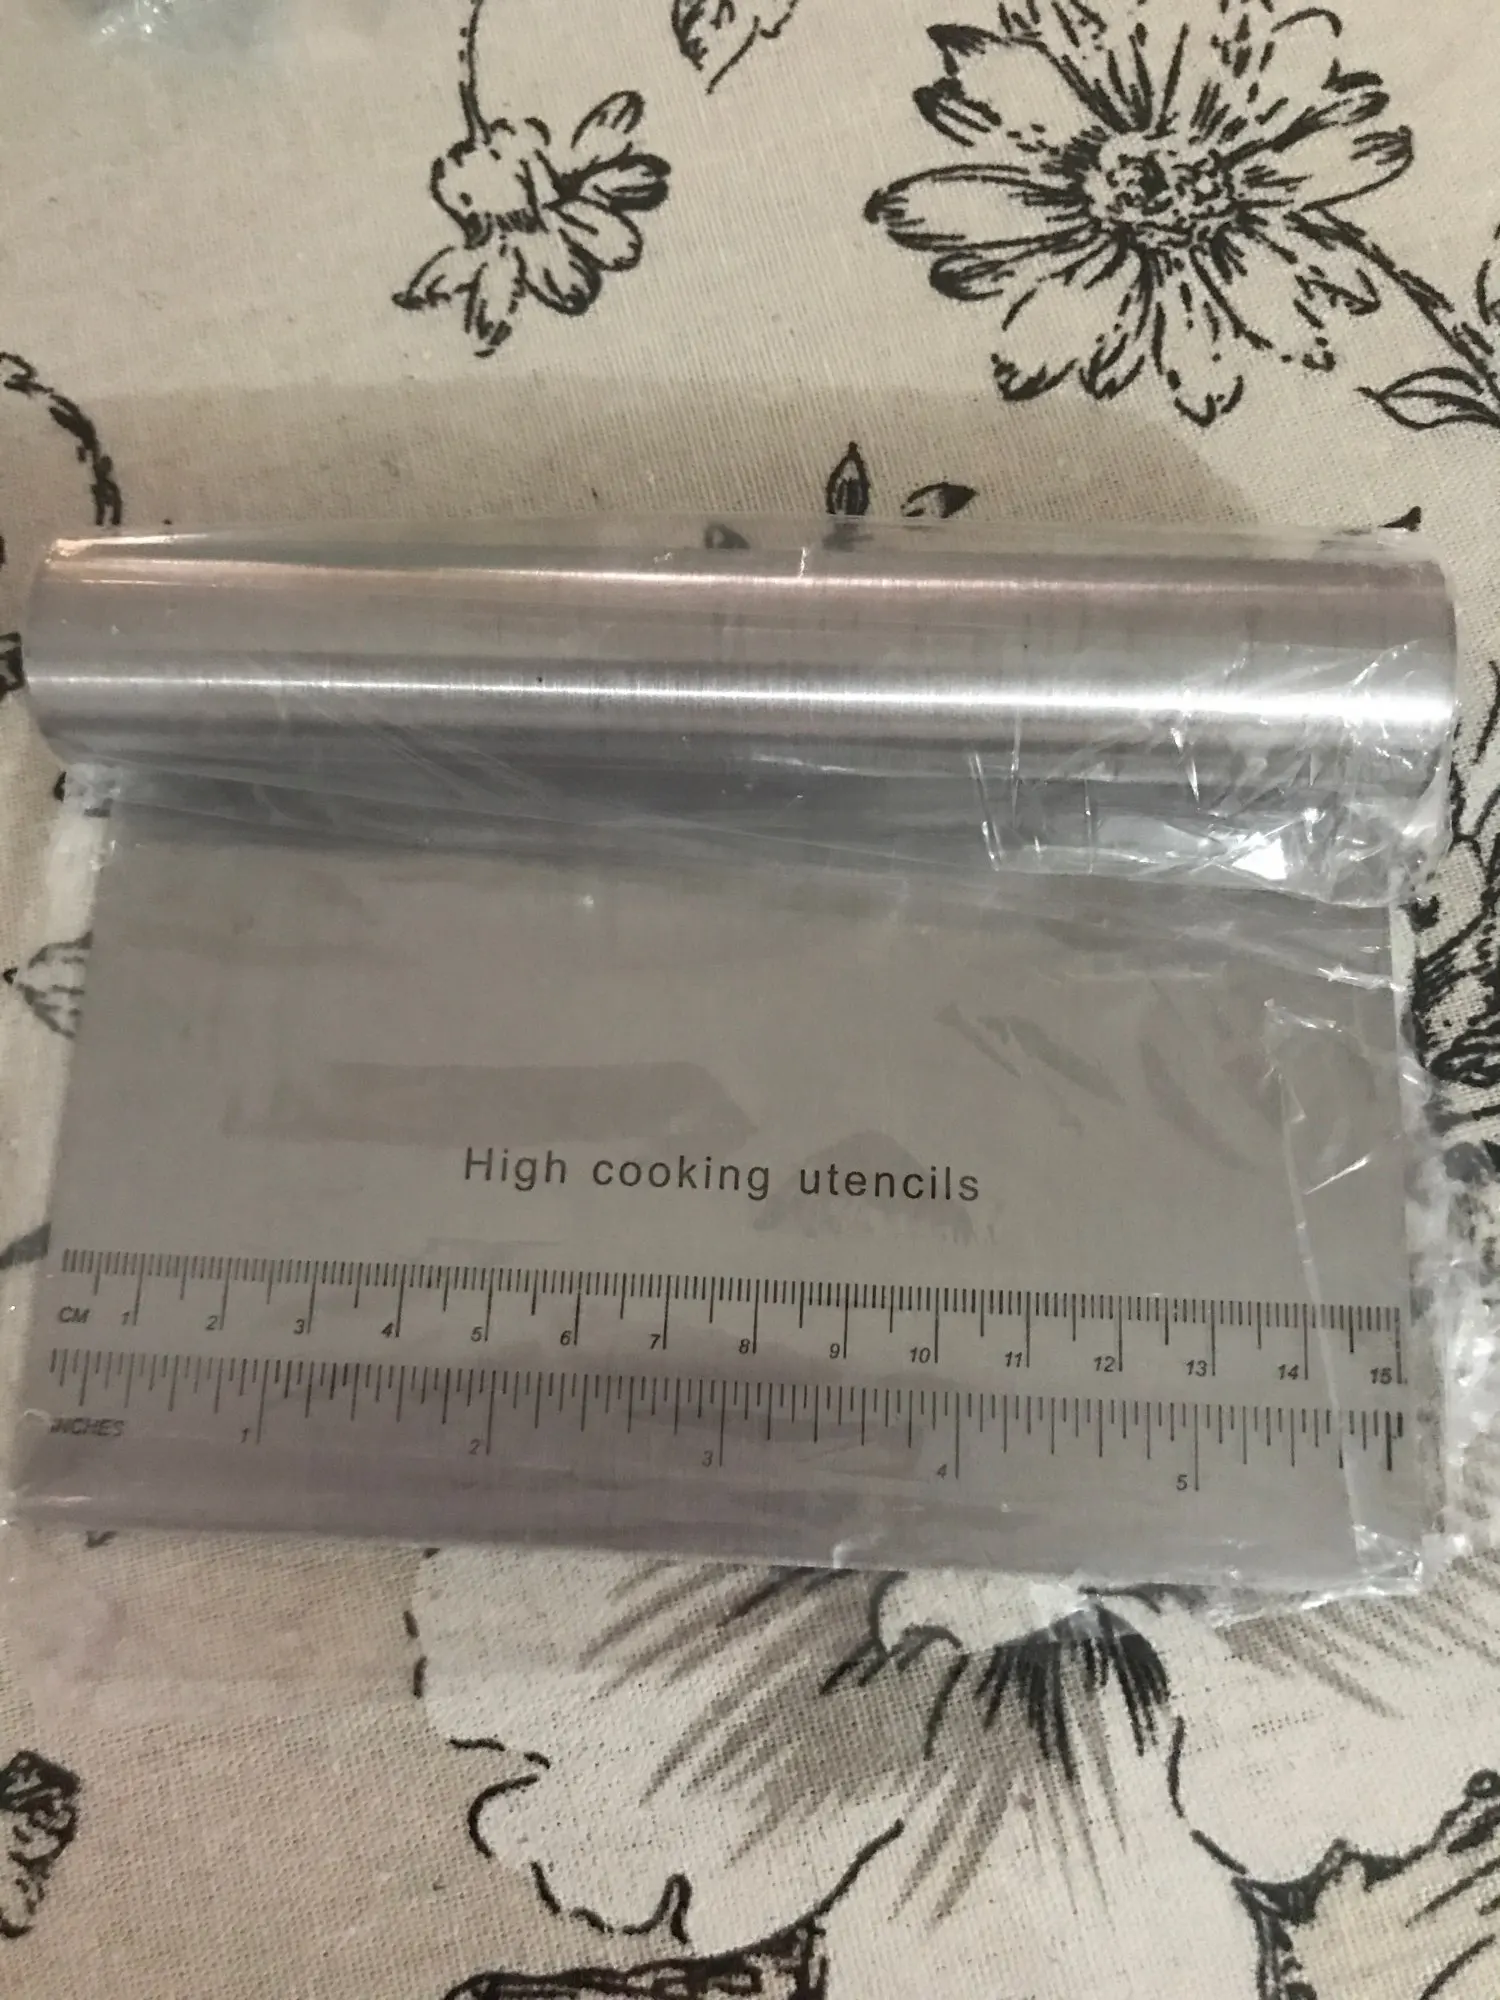 High cooking utencils
CM 1 2 3 4 5 6 7 8 9 10 11 12 13 14 15
INCHES 1 2 3 4 5